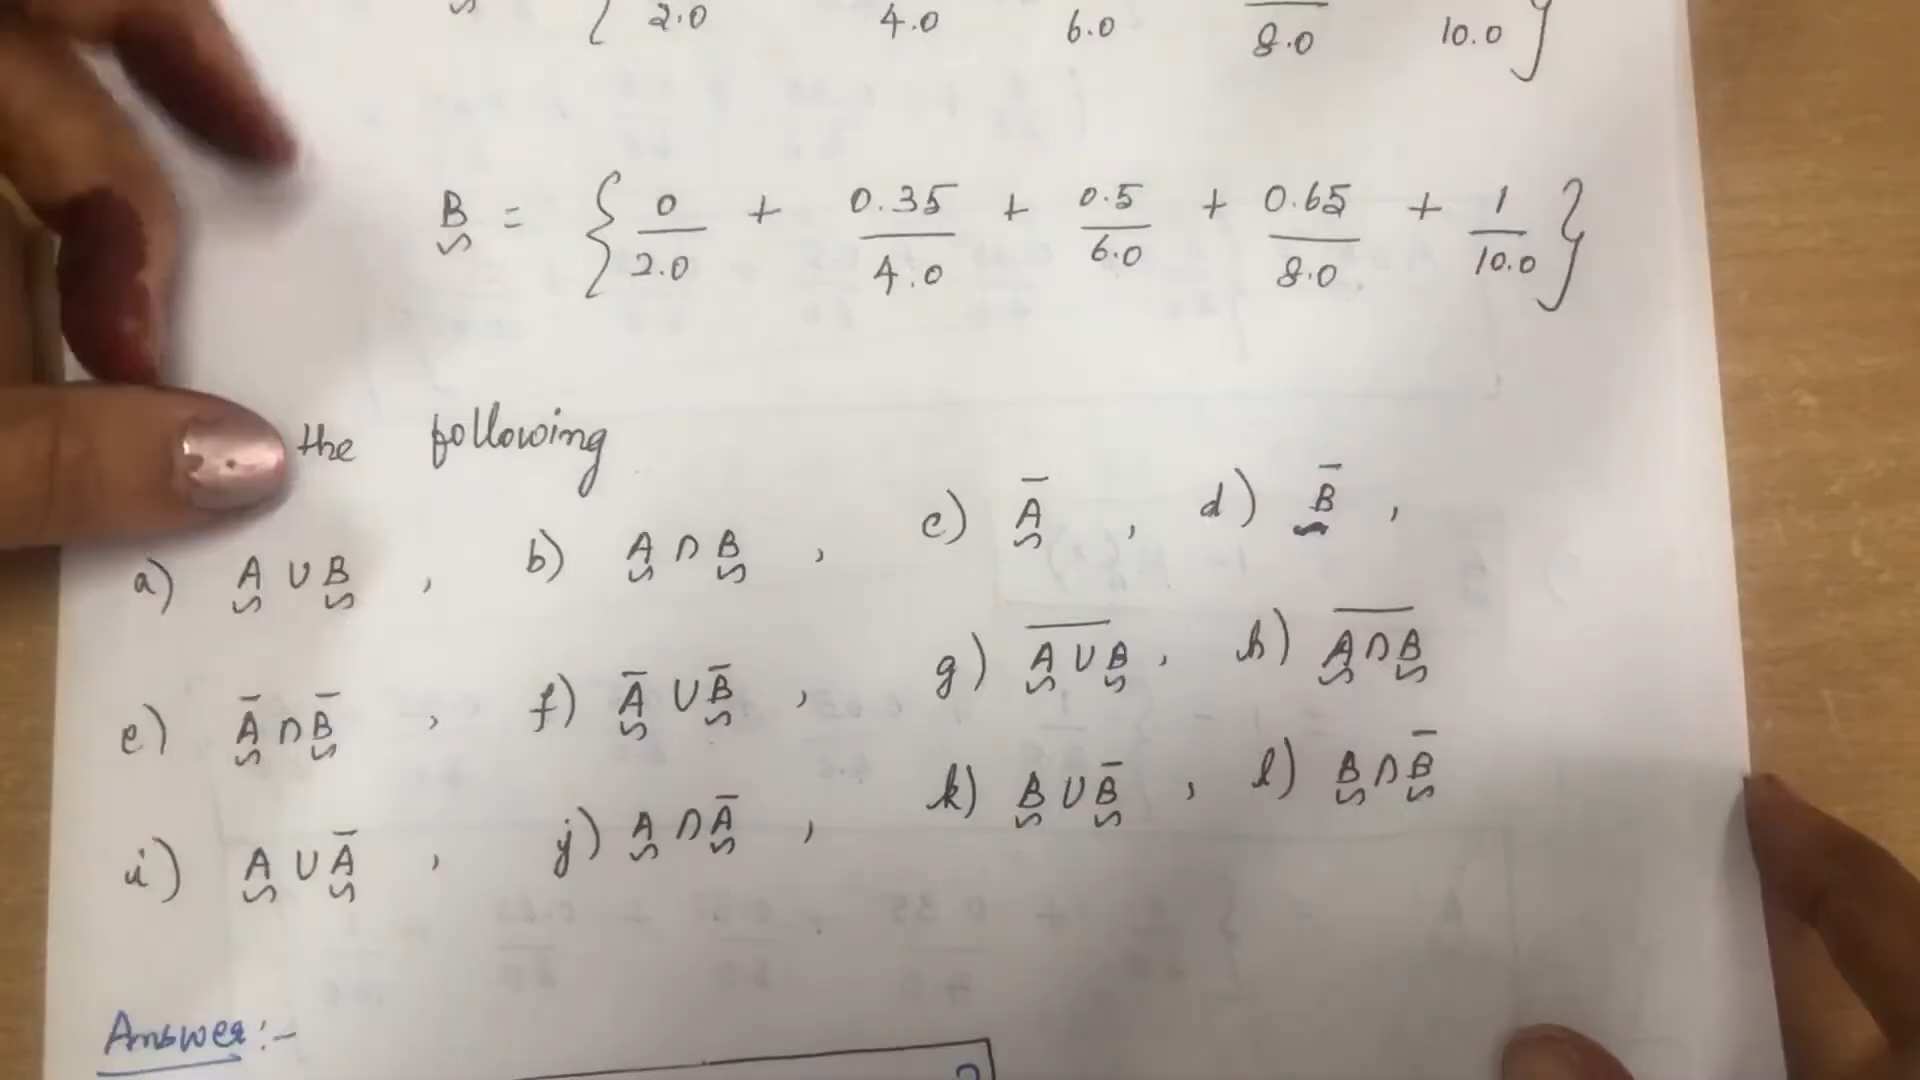 { 2.0 4.0 6.0 8.0 10.0 }
B = { 0/2.0 + 0.35/4.0 + 0.5/6.0 + 0.65/8.0 + 1/10.0 }
the following
a) A ∪ B , b) A ∩ B , c) A̅ , d) B̅ ,
e) A̅ ∩ B̅ , f) A̅ ∪ B̅ , g) A̅ ̅∪̅ ̅B̅ , h) A̅ ̅∩̅ ̅B̅
i) A ∪ A̅ , j) A ∩ A̅ , k) B ∪ B̅ , l) B ∩ B̅
Answer :-